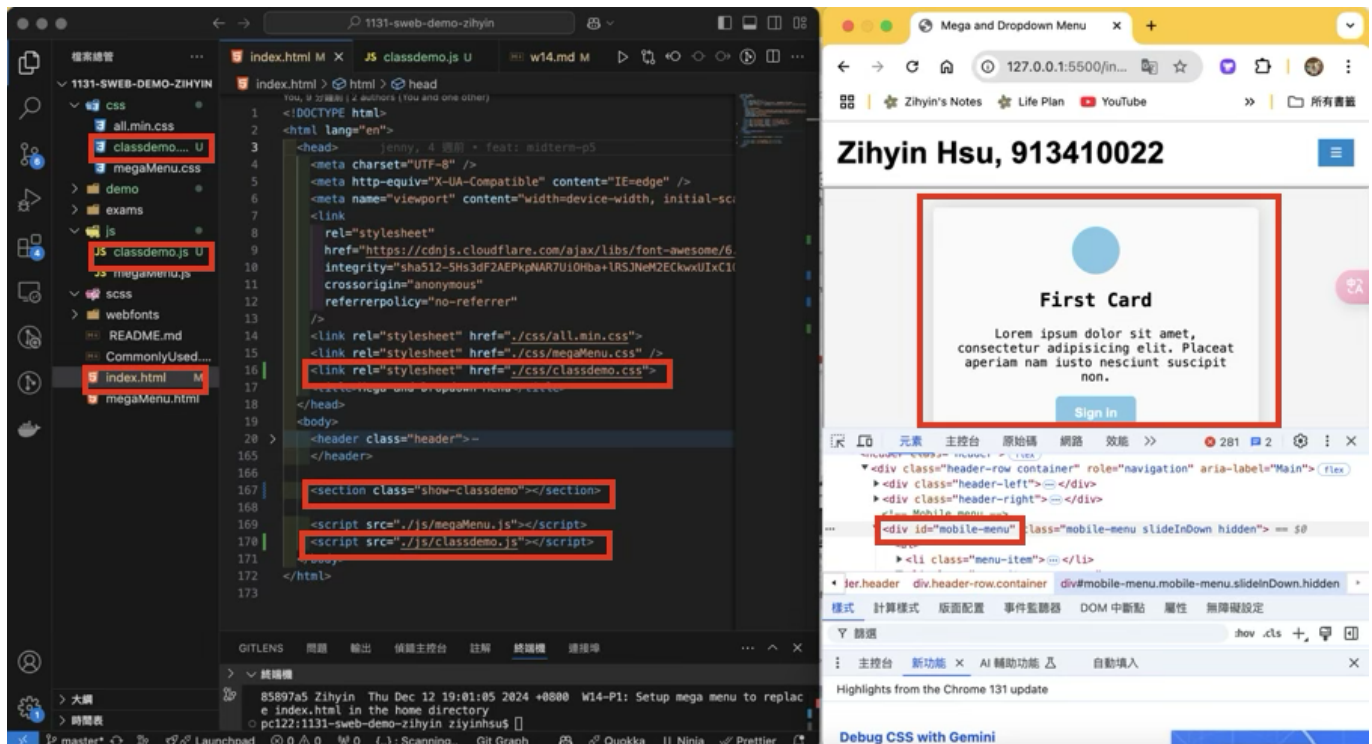 1131-sweb-demo-zihyin
檔案總管
index.html M
JS classdemo.js U
w14.md M
1131-SWEB-DEMO-ZIHYIN
css
all.min.css
classdemo.... U
megaMenu.css
demo
exams
js
JS classdemo.js U
JS megaMenu.js
scss
webfonts
README.md
CommonlyUsed....
index.html M
megaMenu.html
大綱
時間表
index.html > html > head
You, 9 分鐘前 | 2 authors (You and one other)
1 <!DOCTYPE html>
2 <html lang="en">
3 <head> jenny, 4 週前 • feat: midterm-p5
4 <meta charset="UTF-8" />
5 <meta http-equiv="X-UA-Compatible" content="IE=edge" />
6 <meta name="viewport" content="width=device-width, initial-sca
7 <link
8 rel="stylesheet"
9 href="https://cdnjs.cloudflare.com/ajax/libs/font-awesome/6.
10
11 crossorigin="anonymous"
12 referrerpolicy="no-referrer"
13 />
14 <link rel="stylesheet" href="./css/all.min.css">
15 <link rel="stylesheet" href="./css/megaMenu.css" />
16 <link rel="stylesheet" href="./css/classdemo.css">
17 <title>Mega and Dropdown Menu</title>
18 </head>
19 <body>
20 > <header class="header">…
165 </header>
166
167 <section class="show-classdemo"></section>
168
169 <script src="./js/megaMenu.js"></script>
170 <script src="./js/classdemo.js"></script>
171 </body>
172 </html>
173
GITLENS 問題 輸出 偵錯主控台 註解 終端機 連接埠
終端機
85897a5 Zihyin Thu Dec 12 19:01:05 2024 +0800 W14-P1: Setup mega menu to replac
e index.html in the home directory
pc122:1131-sweb-demo-zihyin ziyinhsu$
master* Launchpad 0 0 0 Scanning.. Git Graph Quokka Ninja Prettier
Mega and Dropdown Menu
127.0.0.1:5500/in...
Zihyin's Notes Life Plan YouTube » 所有書籤
Zihyin Hsu, 913410022
First Card
Lorem ipsum dolor sit amet,
consectetur adipisicing elit. Placeat
aperiam nam iusto nesciunt suscipit
non.
Sign In
元素 主控台 原始碼 網路 效能 » 281 2
<header class="header"> flex
<div class="header-row container" role="navigation" aria-label="Main"> flex
<div class="header-left">…</div>
<div class="header-right">…</div>
<!-- Mobile menu -->
<div id="mobile-menu" class="mobile-menu slideInDown hidden"> == $0
<ul>
<li class="menu-item">…</li>
der.header div.header-row.container div#mobile-menu.mobile-menu.slideInDown.hidden
樣式 計算樣式 版面配置 事件監聽器 DOM 中斷點 屬性 無障礙設定
篩選 :hov .cls
主控台 新功能 AI 輔助功能 自動填入
Highlights from the Chrome 131 update
Debug CSS with Gemini